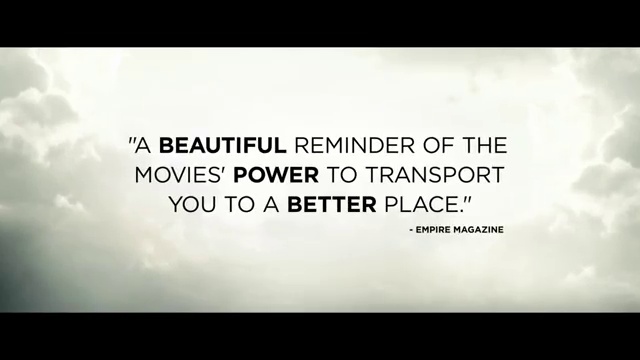 "A BEAUTIFUL REMINDER OF THE
MOVIES' POWER TO TRANSPORT
YOU TO A BETTER PLACE."
- EMPIRE MAGAZINE